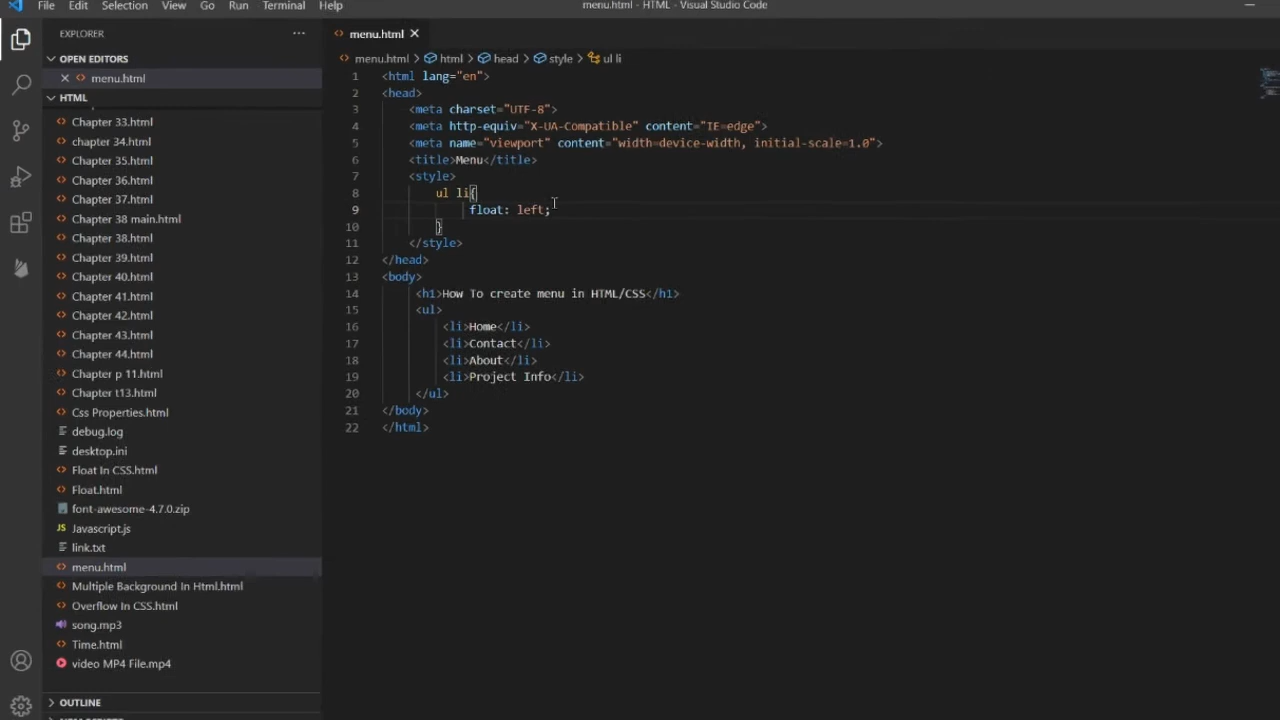 File Edit Selection View Go Run Terminal Help
menu.html - HTML - Visual Studio Code
EXPLORER
OPEN EDITORS
menu.html
HTML
Chapter 33.html
chapter 34.html
Chapter 35.html
Chapter 36.html
Chapter 37.html
Chapter 38 main.html
Chapter 38.html
Chapter 39.html
Chapter 40.html
Chapter 41.html
Chapter 42.html
Chapter 43.html
Chapter 44.html
Chapter p 11.html
Chapter t13.html
Css Properties.html
debug.log
desktop.ini
Float In CSS.html
Float.html
font-awesome-4.7.0.zip
JS Javascript.js
link.txt
menu.html
Multiple Background In Html.html
Overflow In CSS.html
song.mp3
Time.html
video MP4 File.mp4
OUTLINE
menu.html
menu.html > html > head > style > ul li
1 <html lang="en">
2 <head>
3 <meta charset="UTF-8">
4 <meta http-equiv="X-UA-Compatible" content="IE=edge">
5 <meta name="viewport" content="width=device-width, initial-scale=1.0">
6 <title>Menu</title>
7 <style>
8 ul li{
9 float: left;
10 }
11 </style>
12 </head>
13 <body>
14 <h1>How To create menu in HTML/CSS</h1>
15 <ul>
16 <li>Home</li>
17 <li>Contact</li>
18 <li>About</li>
19 <li>Project Info</li>
20 </ul>
21 </body>
22 </html>